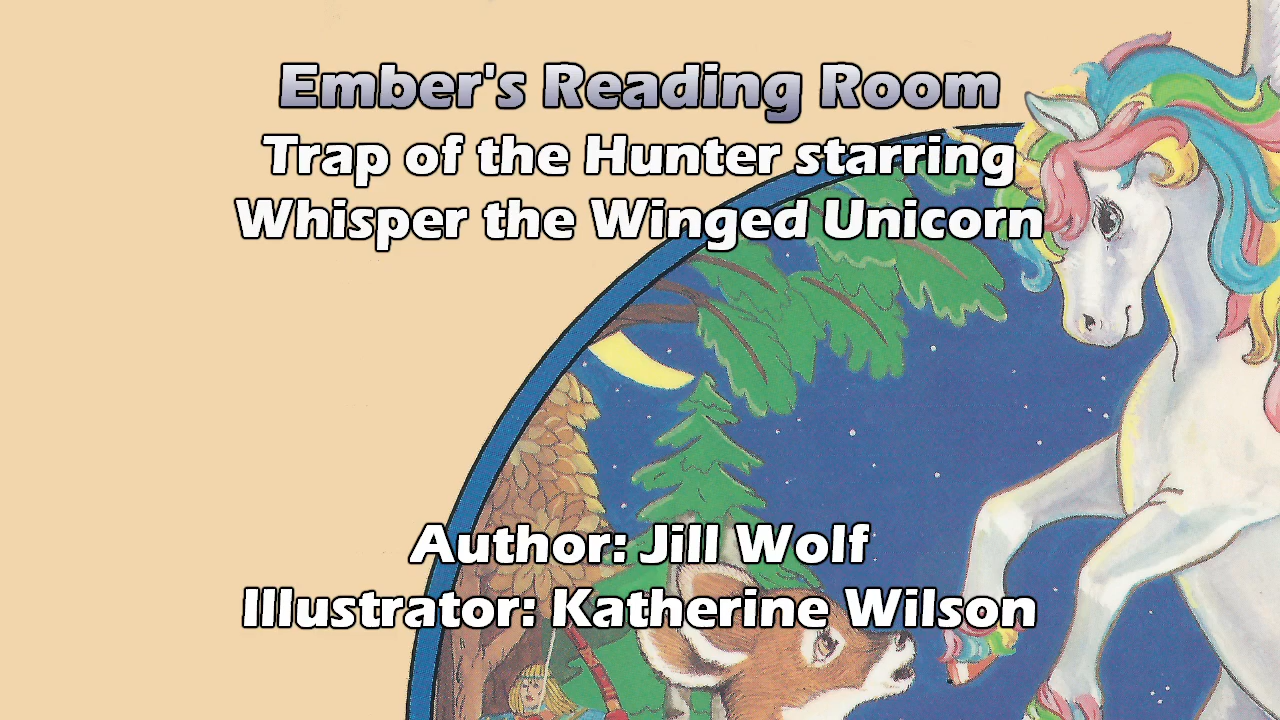 Ember's Reading Room
Trap of the Hunter starring
Whisper the Winged Unicorn
Author: Jill Wolf
Illustrator: Katherine Wilson